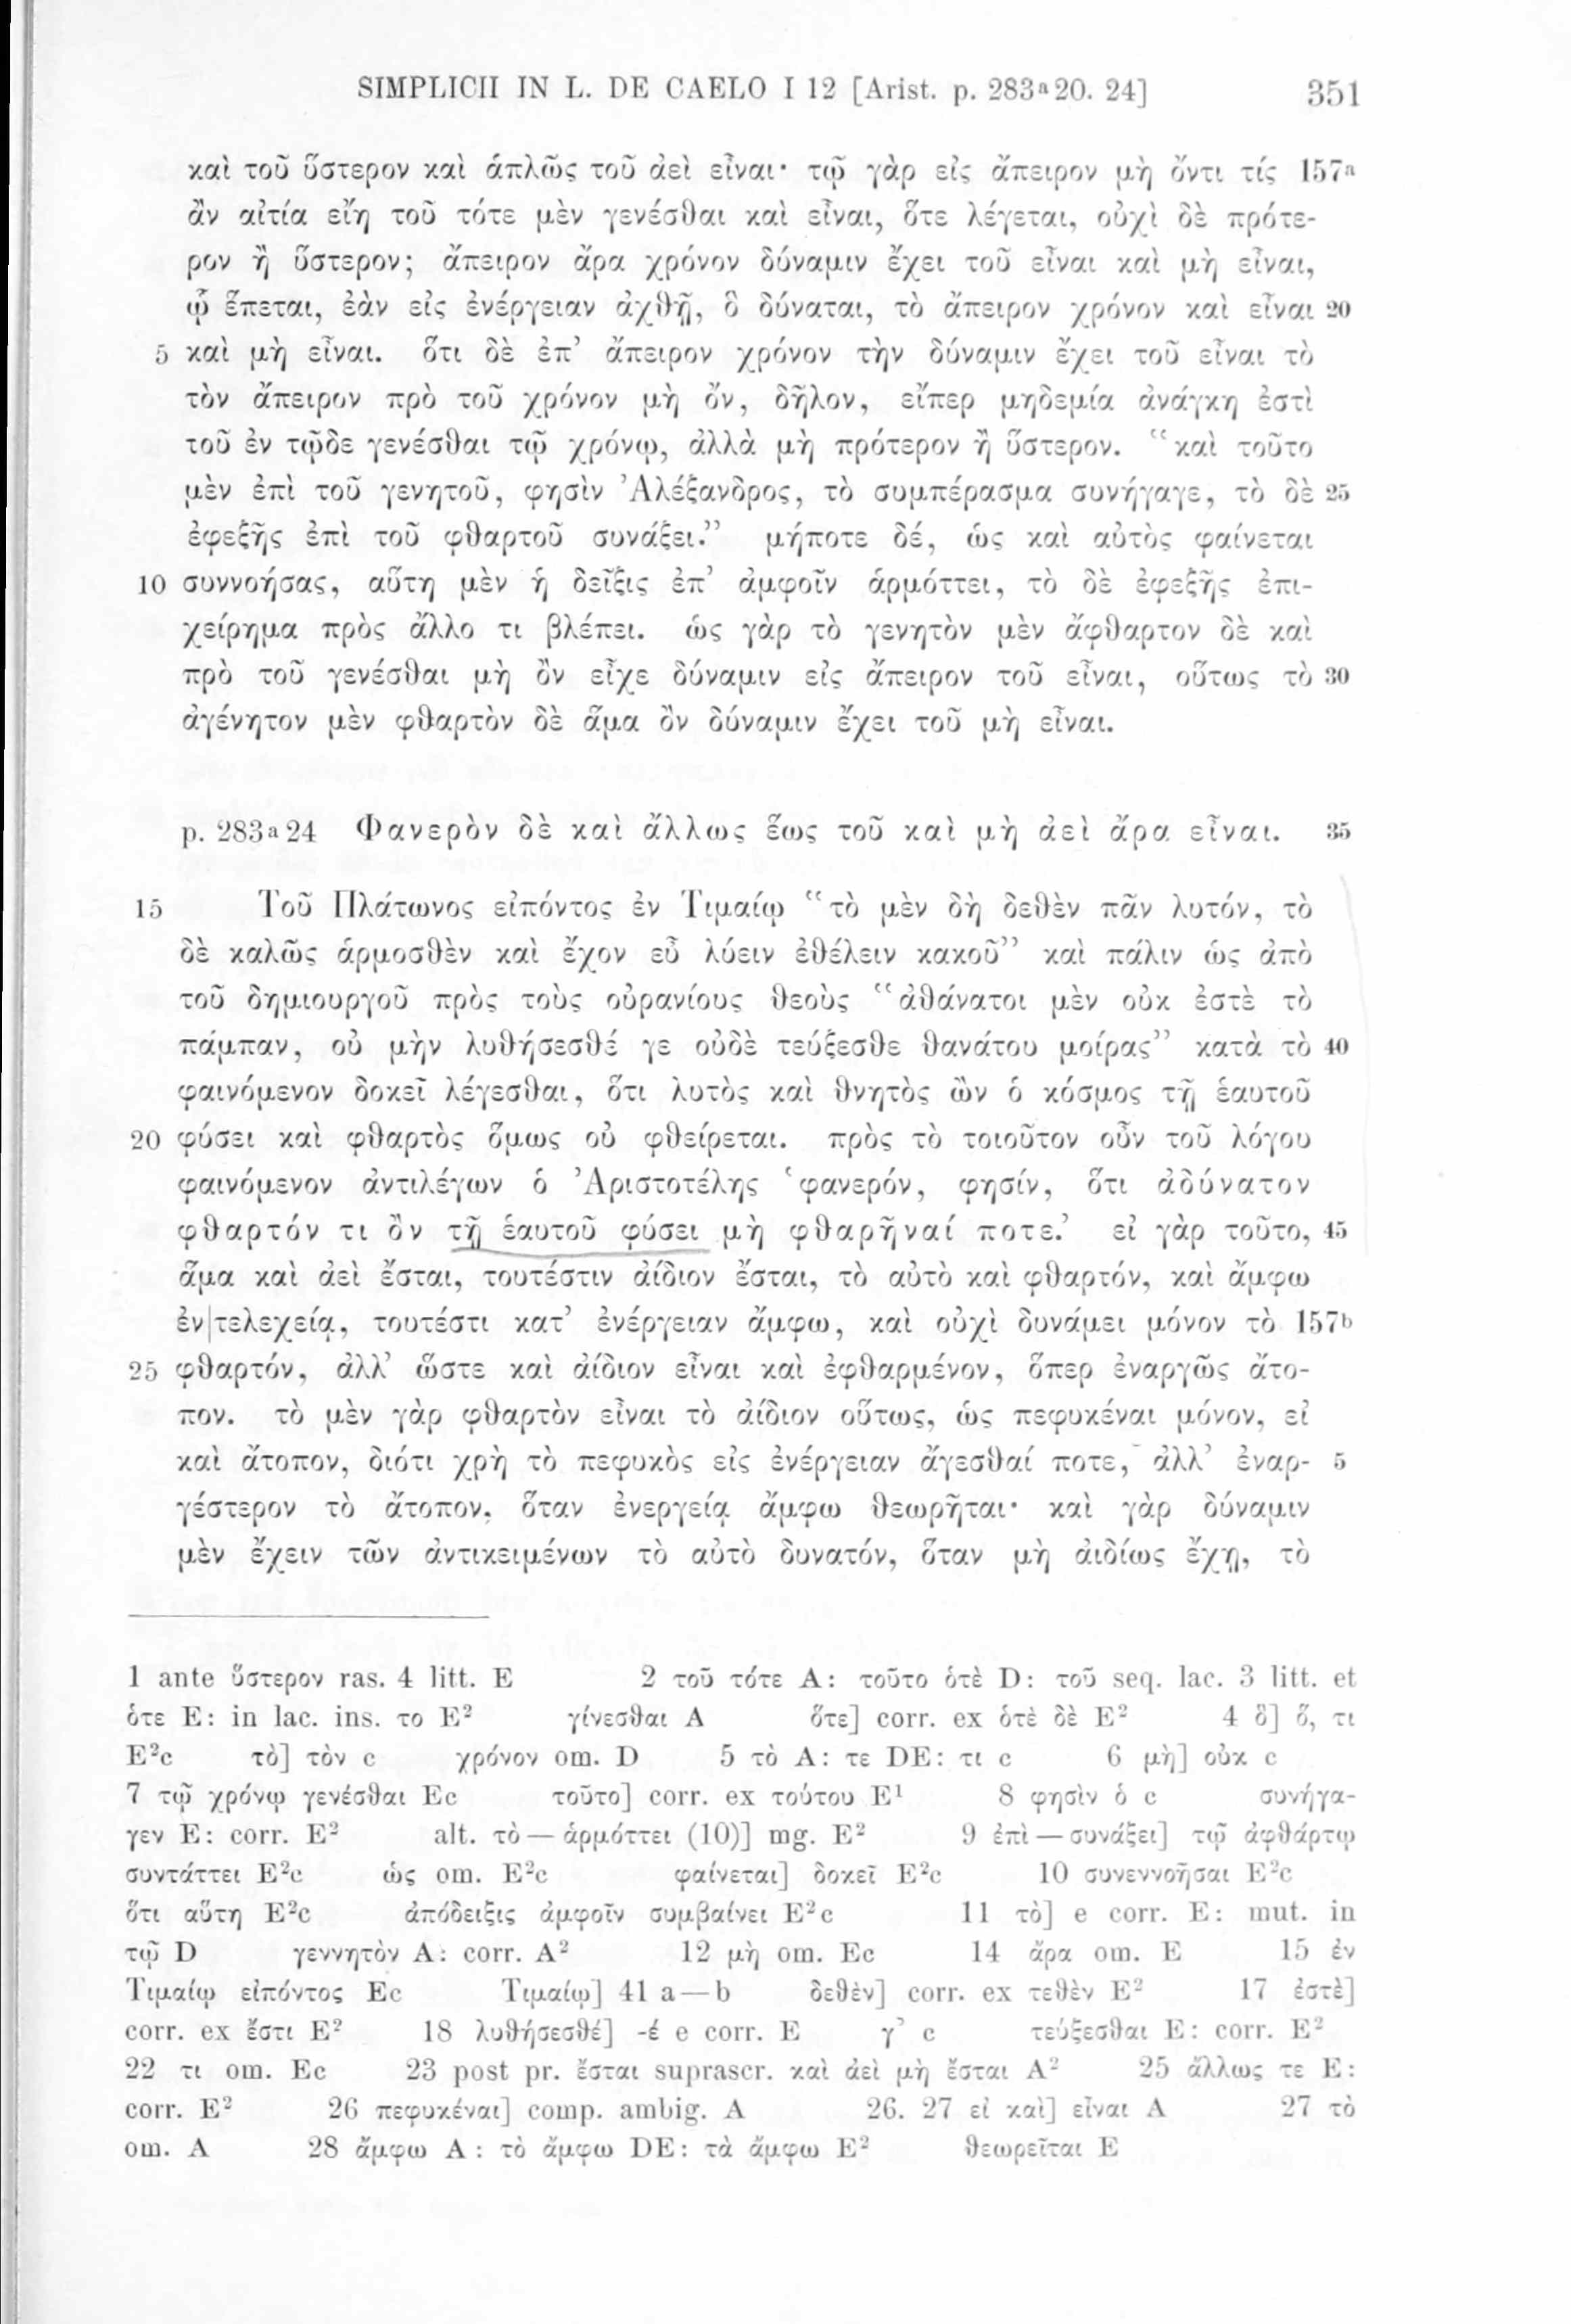 SIMPLICII IN L. DE CAELO I 12 [Arist. p. 283ª20. 24] 351
καὶ τοῦ ὕστερον καὶ ἁπλῶς τοῦ ἀεὶ εἶναι· τῷ γὰρ εἰς ἄπειρον μὴ ὄντι τίς 157ª
ἂν αἰτία εἴη τοῦ τότε μὲν γενέσθαι καὶ εἶναι, ὅτε λέγεται, οὐχὶ δὲ πρότε-
ρον ἢ ὕστερον; ἄπειρον ἄρα χρόνον δύναμιν ἔχει τοῦ εἶναι καὶ μὴ εἶναι,
ᾧ ἕπεται, ἐὰν εἰς ἐνέργειαν ἀχθῇ, ὃ δύναται, τὸ ἄπειρον χρόνον καὶ εἶναι 20
5 καὶ μὴ εἶναι. ὅτι δὲ ἐπ’ ἄπειρον χρόνον τὴν δύναμιν ἔχει τοῦ εἶναι τὸ
τὸν ἄπειρον πρὸ τοῦ χρόνον μὴ ὄν, δῆλον, εἴπερ μηδεμία ἀνάγκη ἐστὶ
τοῦ ἐν τῷδε γενέσθαι τῷ χρόνῳ, ἀλλὰ μὴ πρότερον ἢ ὕστερον. “καὶ τοῦτο
μὲν ἐπὶ τοῦ γενητοῦ, φησὶν Ἀλέξανδρος, τὸ συμπέρασμα συνήγαγε, τὸ δὲ 25
ἐφεξῆς ἐπὶ τοῦ φθαρτοῦ συνάξει.” μήποτε δέ, ὡς καὶ αὐτὸς φαίνεται
10 συννοήσας, αὕτη μὲν ἡ δεῖξις ἐπ’ ἀμφοῖν ἁρμόττει, τὸ δὲ ἐφεξῆς ἐπι-
χείρημα πρὸς ἄλλο τι βλέπει. ὡς γὰρ τὸ γενητὸν μὲν ἄφθαρτον δὲ καὶ
πρὸ τοῦ γενέσθαι μὴ ὂν εἶχε δύναμιν εἰς ἄπειρον τοῦ εἶναι, οὕτως τὸ 30
ἀγένητον μὲν φθαρτὸν δὲ ἅμα ὂν δύναμιν ἔχει τοῦ μὴ εἶναι.
p. 283ª24 Φανερὸν δὲ καὶ ἄλλως ἕως τοῦ καὶ μὴ ἀεὶ ἄρα εἶναι. 35
15 Τοῦ Πλάτωνος εἰπόντος ἐν Τιμαίῳ “τὸ μὲν δὴ δεθὲν πᾶν λυτόν, τὸ
δὲ καλῶς ἁρμοσθὲν καὶ ἔχον εὖ λύειν ἐθέλειν κακοῦ” καὶ πάλιν ὡς ἀπὸ
τοῦ δημιουργοῦ πρὸς τοὺς οὐρανίους θεοὺς “ἀθάνατοι μὲν οὐκ ἐστὲ τὸ
πάμπαν, οὐ μὴν λυθήσεσθέ γε οὐδὲ τεύξεσθε θανάτου μοίρας” κατὰ τὸ 40
φαινόμενον δοκεῖ λέγεσθαι, ὅτι λυτὸς καὶ θνητὸς ὢν ὁ κόσμος τῇ ἑαυτοῦ
20 φύσει καὶ φθαρτὸς ὅμως οὐ φθείρεται. πρὸς τὸ τοιοῦτον οὖν τοῦ λόγου
φαινόμενον ἀντιλέγων ὁ Ἀριστοτέλης ‘φανερόν, φησίν, ὅτι ἀδύνατον
φθαρτόν τι ὂν τῇ ἑαυτοῦ φύσει μὴ φθαρῆναί ποτε.’ εἰ γὰρ τοῦτο, 45
ἅμα καὶ ἀεὶ ἔσται, τουτέστιν ἀίδιον ἔσται, τὸ αὐτὸ καὶ φθαρτόν, καὶ ἄμφω
ἐν|τελεχείᾳ, τουτέστι κατ’ ἐνέργειαν ἄμφω, καὶ οὐχὶ δυνάμει μόνον τὸ 157ᵇ
25 φθαρτόν, ἀλλ’ ὥστε καὶ ἀίδιον εἶναι καὶ ἐφθαρμένον, ὅπερ ἐναργῶς ἄτο-
πον. τὸ μὲν γὰρ φθαρτὸν εἶναι τὸ ἀίδιον οὕτως, ὡς πεφυκέναι μόνον, εἰ
καὶ ἄτοπον, διότι χρὴ τὸ πεφυκὸς εἰς ἐνέργειαν ἄγεσθαί ποτε, ἀλλ’ ἐναρ- 5
γέστερον τὸ ἄτοπον, ὅταν ἐνεργείᾳ ἄμφω θεωρῆται· καὶ γὰρ δύναμιν
μὲν ἔχειν τῶν ἀντικειμένων τὸ αὐτὸ δυνατόν, ὅταν μὴ ἀιδίως ἔχῃ, τὸ
1 ante ὕστερον ras. 4 litt. E 2 τοῦ τότε A: τοῦτο ὁτὲ D: τοῦ seq. lac. 3 litt. et
ὁτε E: in lac. ins. το E² γίνεσθαι A ὅτε] corr. ex ὁτὲ δὲ E² 4 ὃ] ὅ, τι
E²c τὸ] τὸν c χρόνον om. D 5 τὸ A: τε DE: τι c 6 μὴ] οὐκ c
7 τῷ χρόνῳ γενέσθαι Ec τοῦτο] corr. ex τούτου E¹ 8 φησὶν ὁ c συνήγα-
γεν E: corr. E² alt. τὸ — ἁρμόττει (10)] mg. E² 9 ἐπὶ — συνάξει] τῷ ἀφθάρτῳ
συντάττει E²c ὡς om. E²c φαίνεται] δοκεῖ E²c 10 συνεννοῆσαι E²c
ὅτι αὕτη E²c ἀπόδειξις ἀμφοῖν συμβαίνει E²c 11 τὸ] e corr. E: mut. in
τῷ D γεννητὸν A: corr. A² 12 μὴ om. Ec 14 ἄρα om. E 15 ἐν
Τιμαίῳ εἰπόντος Ec Τιμαίῳ] 41 a—b δεθὲν] corr. ex τεθὲν E² 17 ἐστὲ]
corr. ex ἔστι E² 18 λυθήσεσθέ] -έ e corr. E γ’ c τεύξεσθαι E: corr. E²
22 τι om. Ec 23 post pr. ἔσται suprascr. καὶ ἀεὶ μὴ ἔσται A² 25 ἄλλως τε E:
corr. E² 26 πεφυκέναι] comp. ambig. A 26. 27 εἰ καὶ] εἶναι A 27 τὸ
om. A 28 ἄμφω A: τὸ ἄμφω DE: τὰ ἄμφω E² θεωρεῖται E